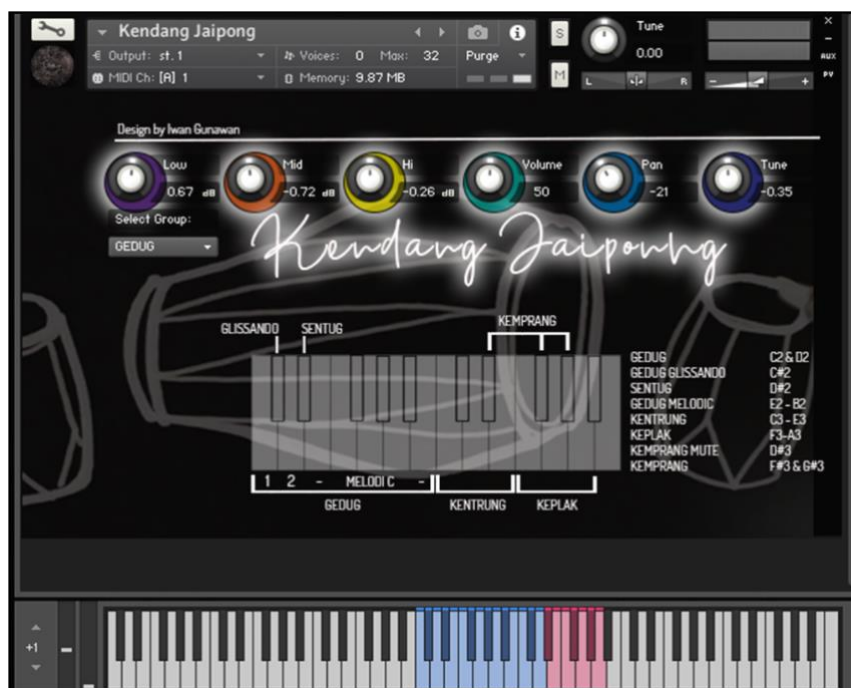 Kendang Jaipong
S
Tune
0.00
Output: st. 1
Voices: 0 Max: 32
Purge
MIDI Ch: [A] 1
Memory: 9.87 MB
M
L R
- +
×
-
AUX
PV
Design by Iwan Gunawan
Low
0.67 dB
Mid
-0.72 dB
Hi
-0.26 dB
Volume
50
Pan
-21
Tune
-0.35
Select Group:
GEDUG
Kendang Jaiponng
GLISSANDO SENTUG
KEMPRANG
1 2 - MELODIC -
GEDUG KENTRUNG KEPLAK
GEDUG C2 & D2
GEDUG GLISSANDO C#2
SENTUG D#2
GEDUG MELODIC E2 - B2
KENTRUNG C3 - E3
KEPLAK F3-A3
KEMPRANG MUTE D#3
KEMPRANG F#3 & G#3
+1